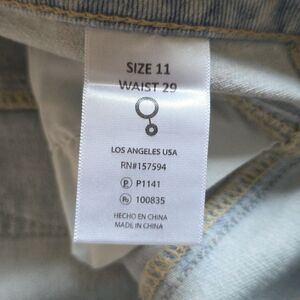 SIZE 11
WAIST 29
LOS ANGELES USA
RN#157594
P P1141
100835
HECHO EN CHINA
MADE IN CHINA